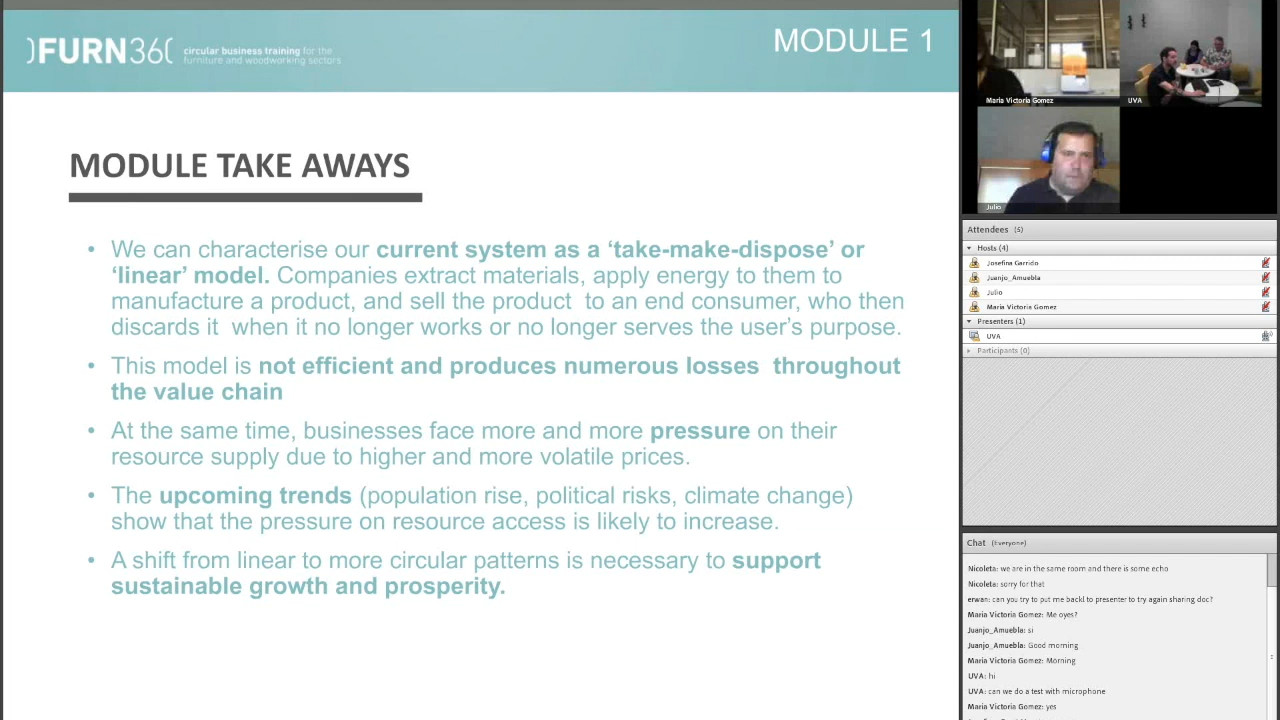 )FURN36(
circular business training for the
furniture and woodworking sectors
MODULE 1
MODULE TAKE AWAYS
• We can characterise our current system as a ‘take-make-dispose’ or
‘linear’ model. Companies extract materials, apply energy to them to
manufacture a product, and sell the product to an end consumer, who then
discards it when it no longer works or no longer serves the user’s purpose.
• This model is not efficient and produces numerous losses throughout
the value chain
• At the same time, businesses face more and more pressure on their
resource supply due to higher and more volatile prices.
• The upcoming trends (population rise, political risks, climate change)
show that the pressure on resource access is likely to increase.
• A shift from linear to more circular patterns is necessary to support
sustainable growth and prosperity.
Maria Victoria Gomez
UVA
Julio
Attendees (5)
Hosts (4)
Josefina Garrido
Juanjo_Amuebla
Julio
Maria Victoria Gomez
Presenters (1)
UVA
Participants (0)
Chat (Everyone)
Nicoleta: we are in the same room and there is some echo
Nicoleta: sorry for that
erwan: can you try to put me backl to presenter to try again sharing doc?
Maria Victoria Gomez: Me oyes?
Juanjo_Amuebla: si
Juanjo_Amuebla: Good morning
Maria Victoria Gomez: Morning
UVA: hi
UVA: can we do a test with microphone
Maria Victoria Gomez: yes